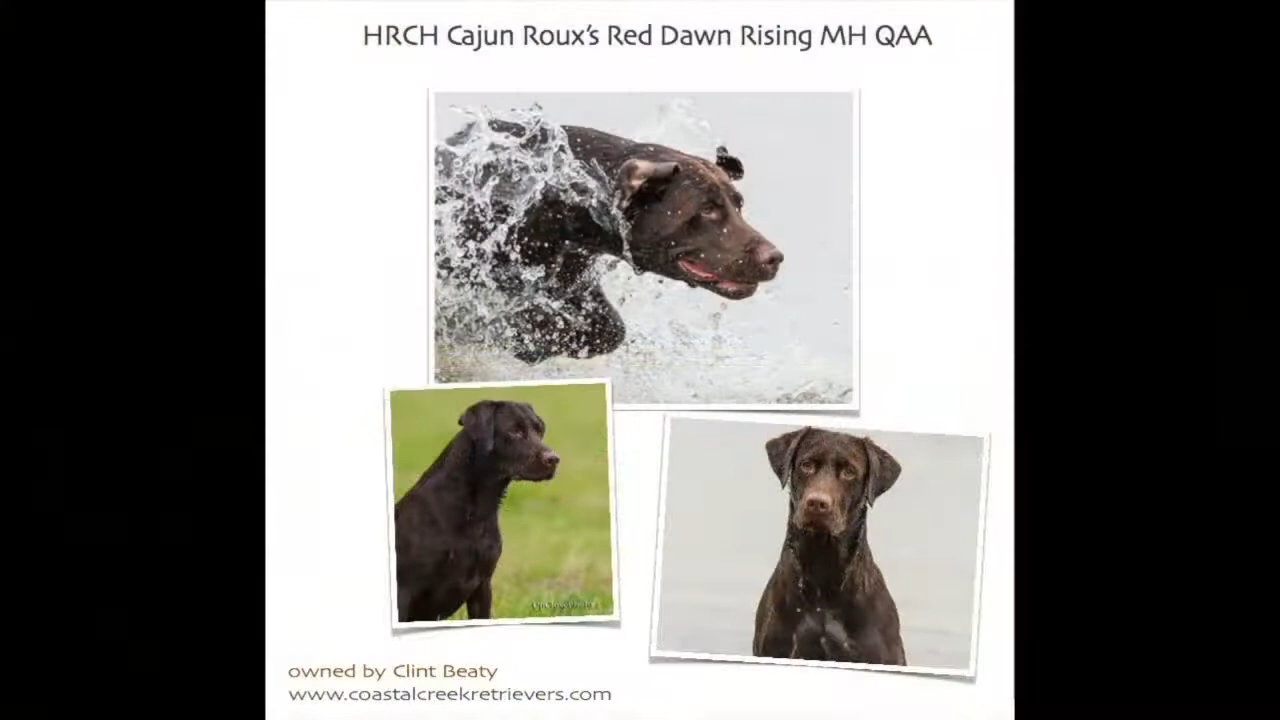 HRCH Cajun Roux's Red Dawn Rising MH QAA
owned by Clint Beaty
www.coastalcreekretrievers.com